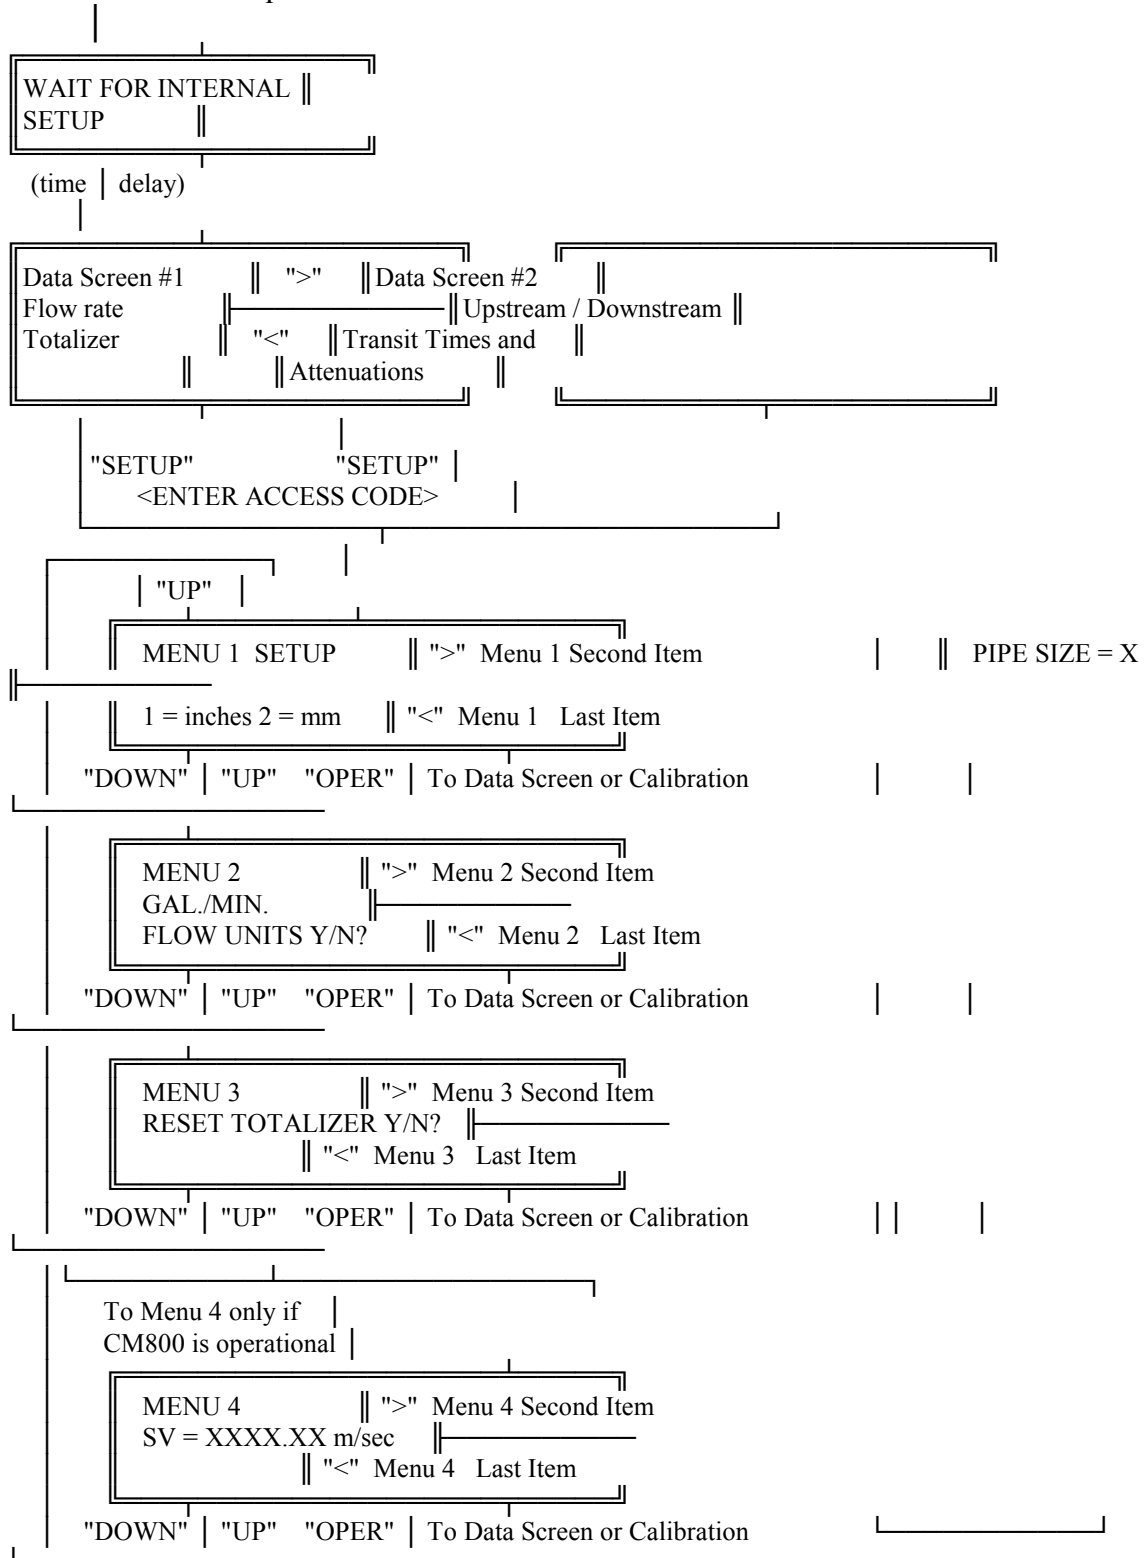 WAIT FOR INTERNAL
SETUP
(time | delay)
Data Screen #1 ">" Data Screen #2
Flow rate Upstream / Downstream
Totalizer "<" Transit Times and
Attenuations
"SETUP" "SETUP"
<ENTER ACCESS CODE>
"UP"
MENU 1 SETUP ">" Menu 1 Second Item PIPE SIZE = X
1 = inches 2 = mm "<" Menu 1 Last Item
"DOWN" "UP" "OPER" To Data Screen or Calibration
MENU 2 ">" Menu 2 Second Item
GAL./MIN.
FLOW UNITS Y/N? "<" Menu 2 Last Item
"DOWN" "UP" "OPER" To Data Screen or Calibration
MENU 3 ">" Menu 3 Second Item
RESET TOTALIZER Y/N?
"<" Menu 3 Last Item
"DOWN" "UP" "OPER" To Data Screen or Calibration
To Menu 4 only if
CM800 is operational
MENU 4 ">" Menu 4 Second Item
SV = XXXX.XX m/sec
"<" Menu 4 Last Item
"DOWN" "UP" "OPER" To Data Screen or Calibration